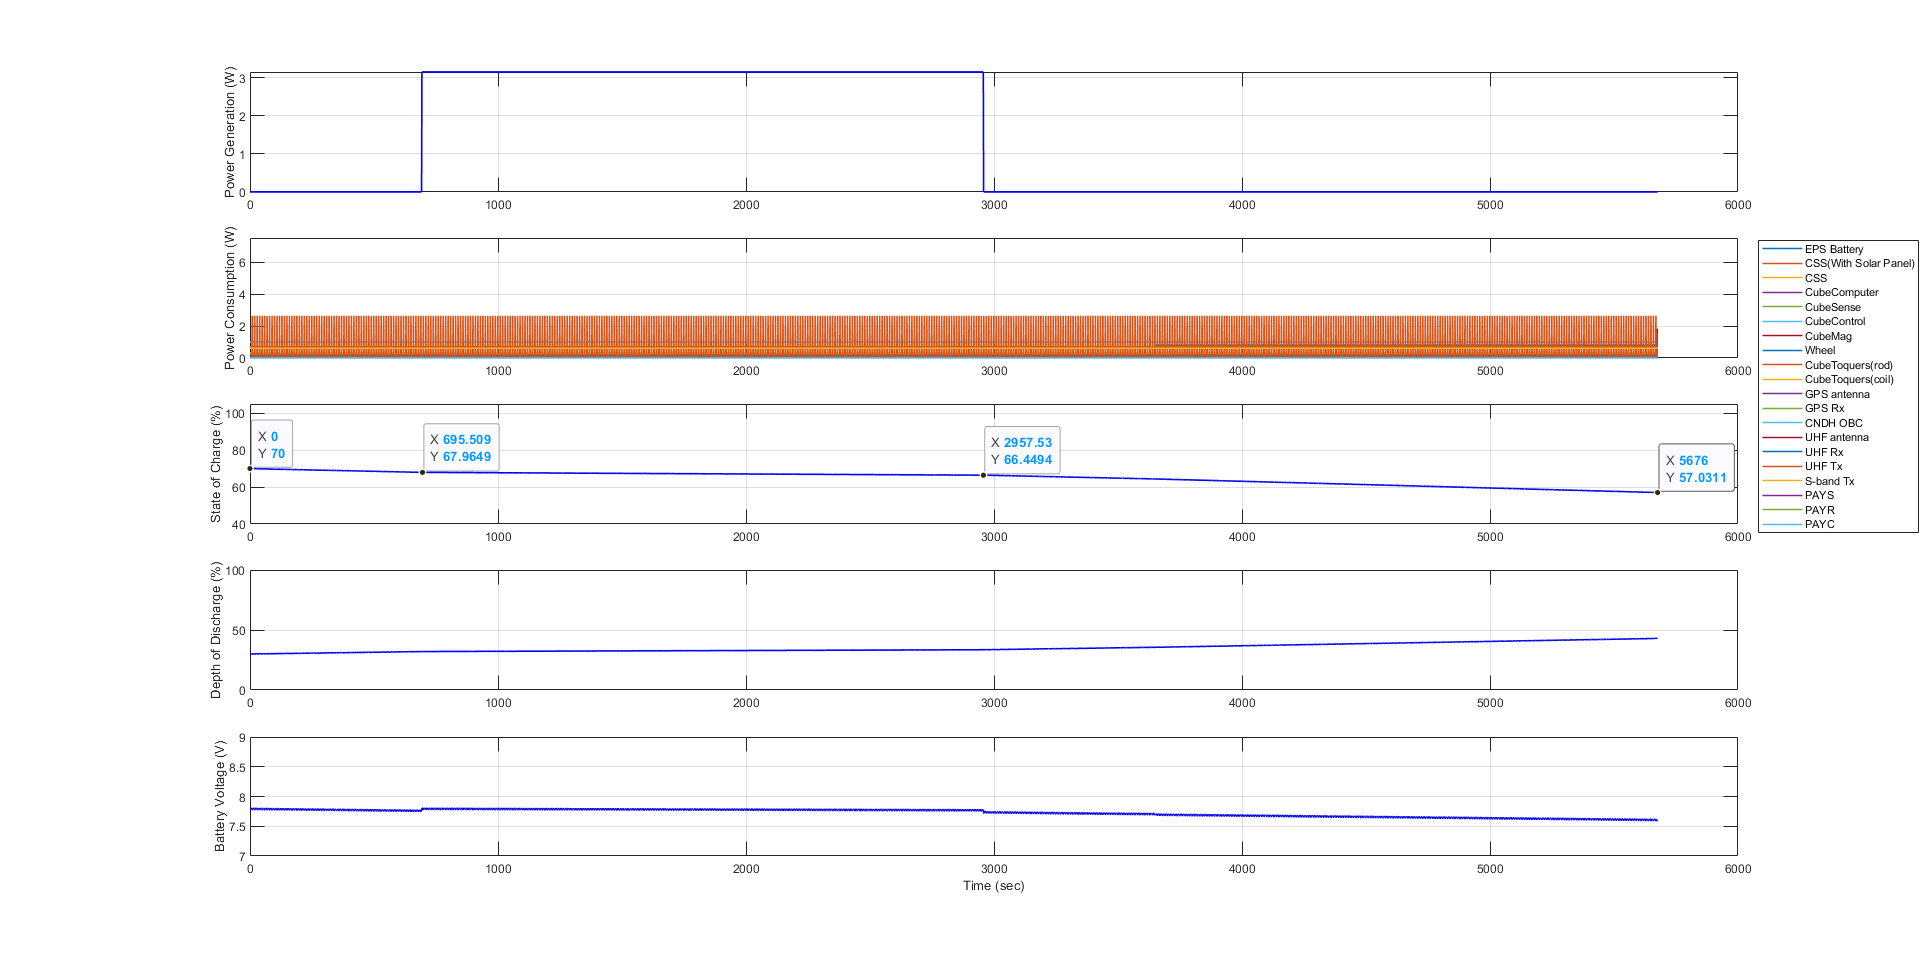 Power Generation (W)
3
2
1
0
0 1000 2000 3000 4000 5000 6000
Power Consumption (W)
6
4
2
0
0 1000 2000 3000 4000 5000 6000
EPS Battery
CSS(With Solar Panel)
CSS
CubeComputer
CubeSense
CubeControl
CubeMag
Wheel
CubeToquers(rod)
CubeToquers(coil)
GPS antenna
GPS Rx
CNDH OBC
UHF antenna
UHF Rx
UHF Tx
S-band Tx
PAYS
PAYR
PAYC
State of Charge (%)
100
80
60
40
X 0
Y 70
X 695.509
Y 67.9649
X 2957.53
Y 66.4494
X 5676
Y 57.0311
0 1000 2000 3000 4000 5000 6000
Depth of Discharge (%)
100
50
0
0 1000 2000 3000 4000 5000 6000
Battery Voltage (V)
9
8.5
8
7.5
7
0 1000 2000 3000 4000 5000 6000
Time (sec)